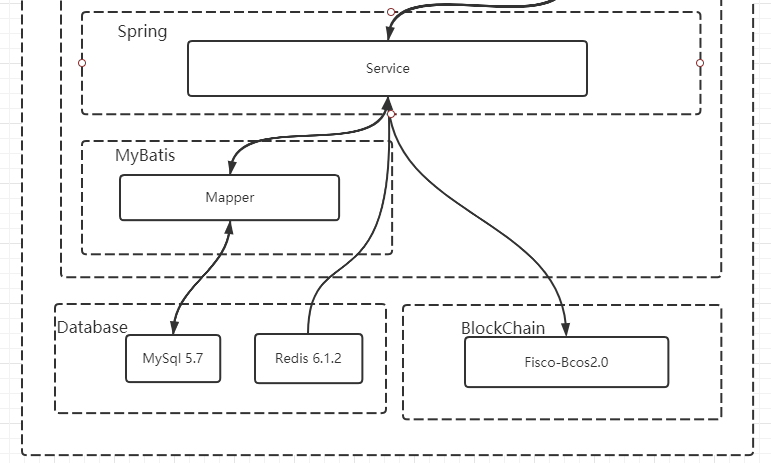 Spring
Service
MyBatis
Mapper
Database
MySql 5.7
Redis 6.1.2
BlockChain
Fisco-Bcos2.0